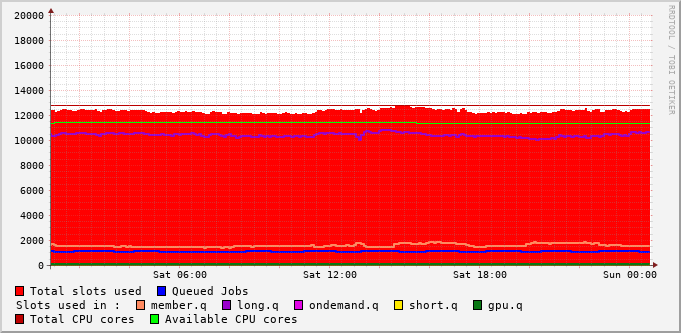 RRDTOOL / TOBI OETIKER
20000
18000
16000
14000
12000
10000
8000
6000
4000
2000
0
Sat 06:00 Sat 12:00 Sat 18:00 Sun 00:00
Total slots used Queued Jobs
Slots used in : member.q long.q ondemand.q short.q gpu.q
Total CPU cores Available CPU cores